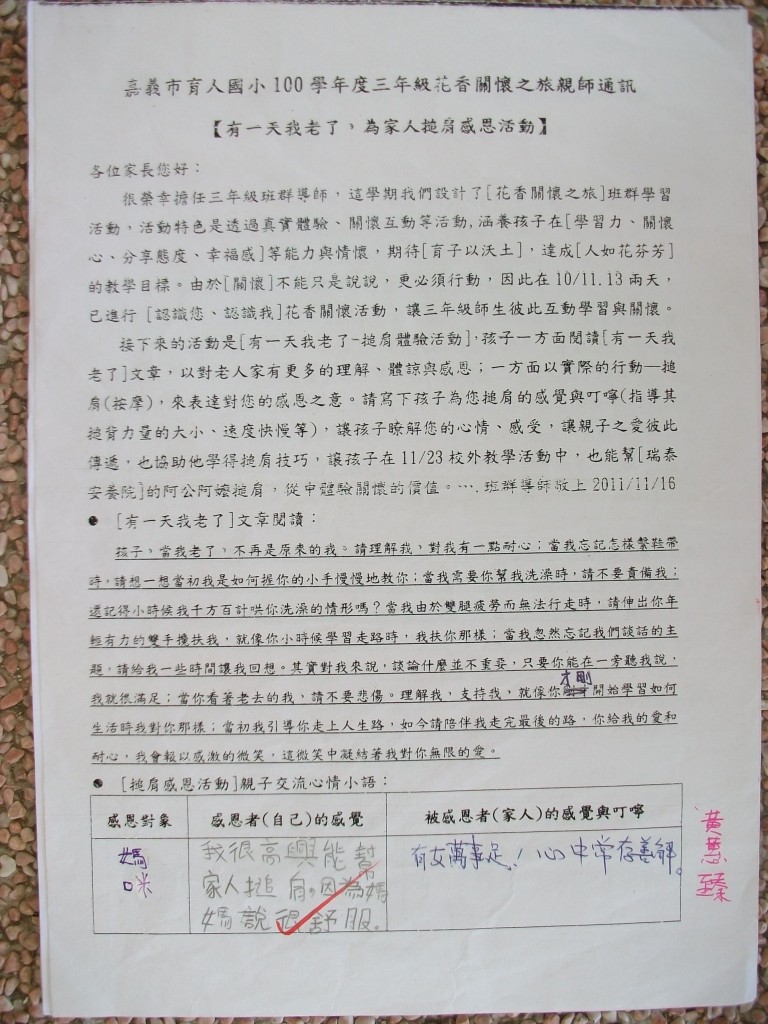 嘉義市育人國小100學年度三年級花香關懷之旅親師通訊
【有一天我老了，為家人搥肩感恩活動】
各位家長您好：
很榮幸擔任三年級班群導師，這學期我們設計了[花香關懷之旅]班群學習
活動，活動特色是透過真實體驗、關懷互動等活動,涵養孩子在[學習力、關懷
心、分享態度、幸福感]等能力與情懷，期待[育子以沃土]，達成[人如花芬芳]
的教學目標。由於[關懷]不能只是說說，更必須行動，因此在10/11.13兩天，
已進行 [認識您、認識我]花香關懷活動，讓三年級師生彼此互動學習與關懷。
接下來的活動是[有一天我老了-搥肩體驗活動]，孩子一方面閱讀[有一天我
老了]文章，以對老人家有更多的理解、體諒與感恩；一方面以實際的行動—搥
肩(按摩)，來表達對您的感恩之意。請寫下孩子為您搥肩的感覺與叮嚀(指導其
搥背力量的大小、速度快慢等)，讓孩子瞭解您的心情、感受，讓親子之愛彼此
傳遞，也協助他學得搥肩技巧，讓孩子在11/23校外教學活動中，也能幫[瑞泰
安養院]的阿公阿嬤搥肩，從中體驗關懷的價值。…. 班群導師敬上 2011/11/16
● [有一天我老了]文章閱讀：
孩子，當我老了，不再是原來的我。請理解我，對我有一點耐心；當我忘記怎樣繫鞋帶
時，請想一想當初我是如何握你的小手慢慢地教你；當我需要你幫我洗澡時，請不要責備我；
還記得小時候我千方百計哄你洗澡的情形嗎？當我由於雙腿疲勞而無法行走時，請伸出你年
輕有力的雙手攙扶我，就像你小時候學習走路時，我扶你那樣；當我忽然忘記我們談話的主
題，請給我一些時間讓我回想。其實對我來說，談論什麼並不重要，只要你能在一旁聽我說，
我就很滿足；當你看著老去的我，請不要悲傷。理解我，支持我，就像你才剛開始學習如何
生活時我對你那樣；當初我引導你走上人生路，如今請陪伴我走完最後的路，你給我的愛和
耐心，我會報以感激的微笑，這微笑中凝結著我對你無限的愛。
● [搥肩感恩活動]親子交流心情小語：
感恩對象 感恩者(自己)的感覺 被感恩者(家人)的感覺與叮嚀
媽咪
我很高興能幫
家人搥肩。因為媽
媽說很舒服。
有女萬事足！心中常存善解。
黃思臻